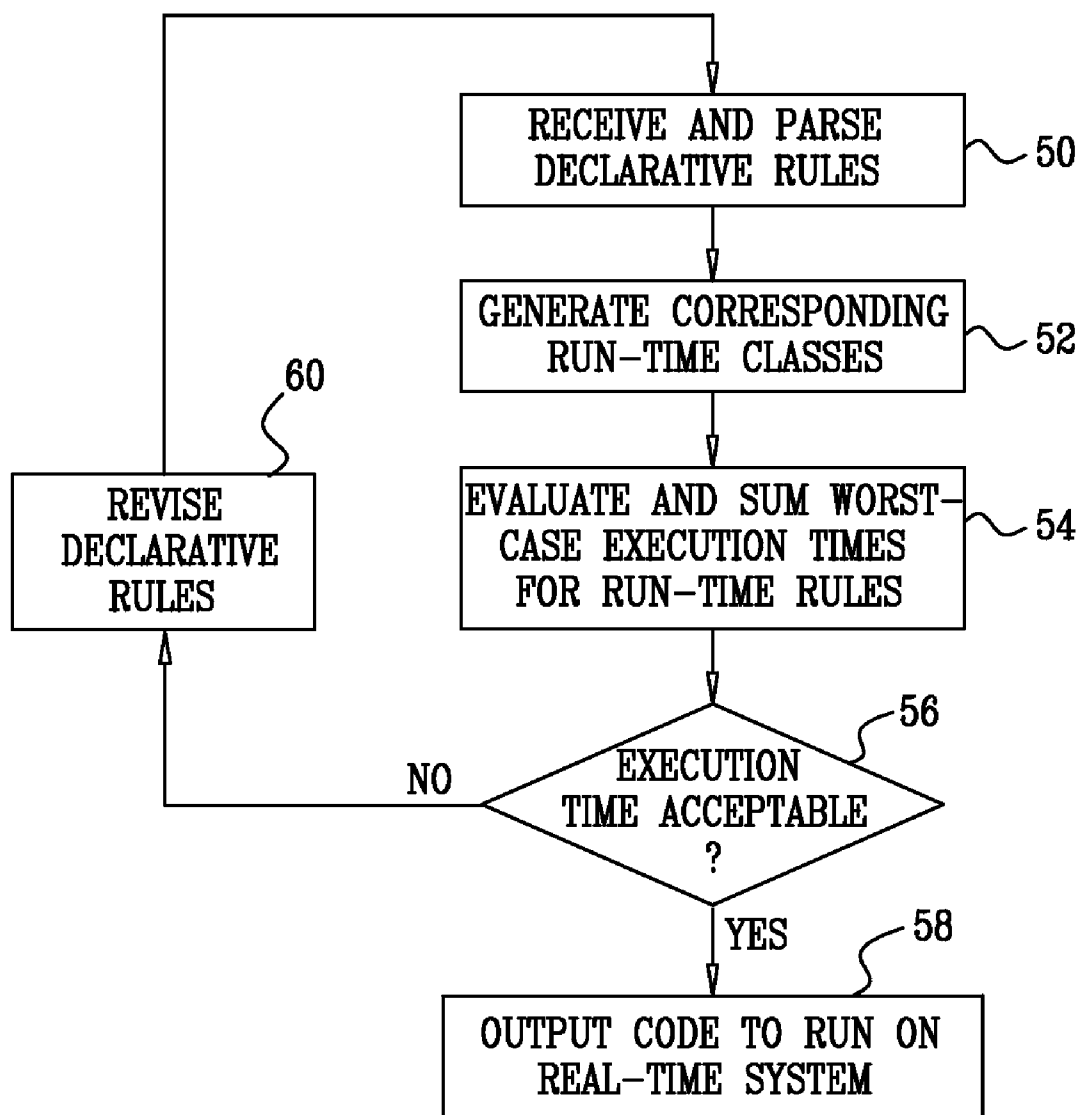 RECEIVE AND PARSE
DECLARATIVE RULES
50
GENERATE CORRESPONDING
RUN-TIME CLASSES
52
60
REVISE
DECLARATIVE
RULES
EVALUATE AND SUM WORST-
CASE EXECUTION TIMES
FOR RUN-TIME RULES
54
56
NO
EXECUTION
TIME ACCEPTABLE
?
YES
58
OUTPUT CODE TO RUN ON
REAL-TIME SYSTEM